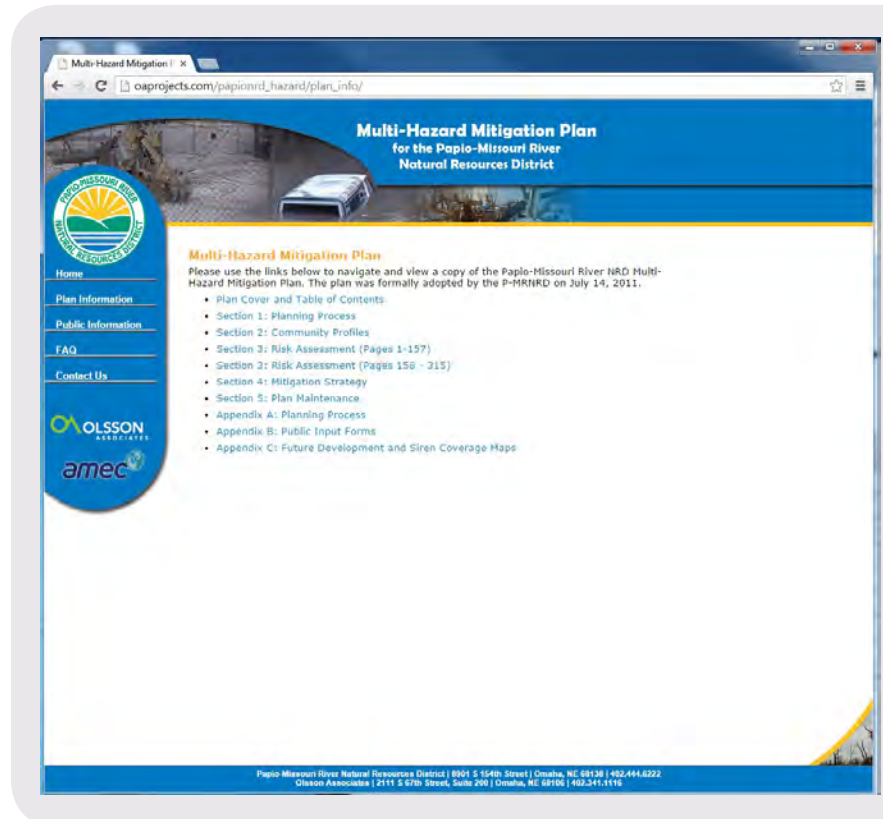 Multi-Hazard Mitigation
oaprojects.com/papionrd_hazard/plan_info/
Multi-Hazard Mitigation Plan
for the Papio-Missouri River
Natural Resources District
PAPIO-MISSOURI RIVER
NATURAL RESOURCES DISTRICT
Home
Plan Information
Public Information
FAQ
Contact Us
OLSSON
ASSOCIATES
amec
Multi-Hazard Mitigation Plan
Please use the links below to navigate and view a copy of the Papio-Missouri River NRD Multi-
Hazard Mitigation Plan. The plan was formally adopted by the P-MRNRD on July 14, 2011.
• Plan Cover and Table of Contents
• Section 1: Planning Process
• Section 2: Community Profiles
• Section 3: Risk Assessment (Pages 1-157)
• Section 3: Risk Assessment (Pages 158 - 315)
• Section 4: Mitigation Strategy
• Section 5: Plan Maintenance
• Appendix A: Planning Process
• Appendix B: Public Input Forms
• Appendix C: Future Development and Siren Coverage Maps
Papio-Missouri River Natural Resources District | 8901 S 154th Street | Omaha, NE 68138 | 402.444.6222
Olsson Associates | 2111 S 67th Street, Suite 200 | Omaha, NE 68106 | 402.341.1116